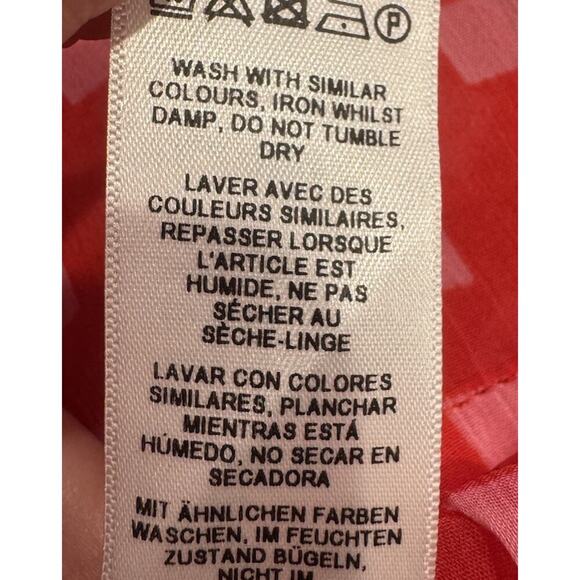 P
WASH WITH SIMILAR
COLOURS, IRON WHILST
DAMP, DO NOT TUMBLE
DRY
LAVER AVEC DES
COULEURS SIMILAIRES,
REPASSER LORSQUE
L'ARTICLE EST
HUMIDE, NE PAS
SÉCHER AU
SÈCHE-LINGE
LAVAR CON COLORES
SIMILARES, PLANCHAR
MIENTRAS ESTÁ
HÚMEDO, NO SECAR EN
SECADORA
MIT ÄHNLICHEN FARBEN
WASCHEN, IM FEUCHTEN
ZUSTAND BÜGELN,
NICHT IM